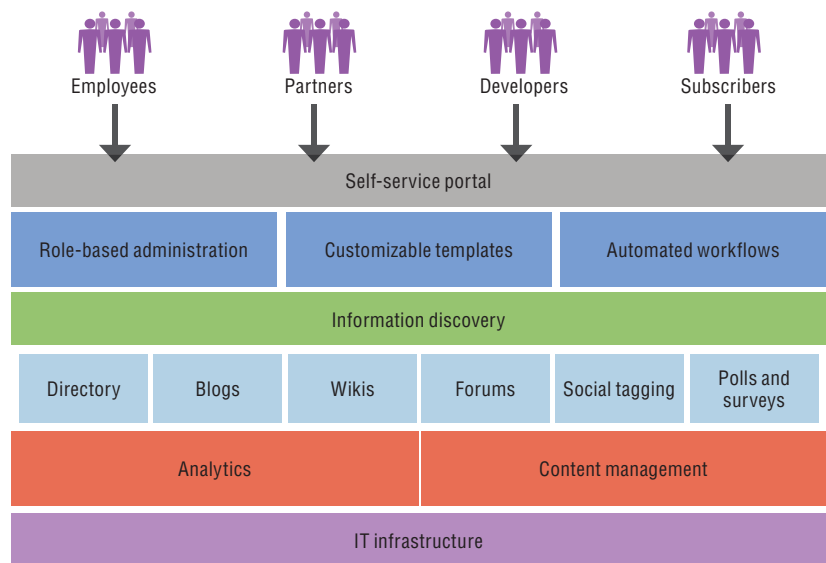 Employees
Partners
Developers
Subscribers
Self-service portal
Role-based administration
Customizable templates
Automated workflows
Information discovery
Directory
Blogs
Wikis
Forums
Social tagging
Polls and
surveys
Analytics
Content management
IT infrastructure